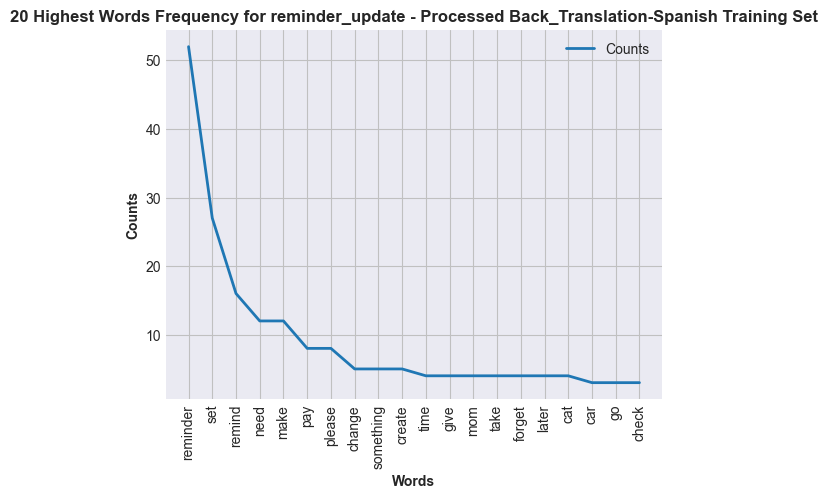 20 Highest Words Frequency for reminder_update - Processed Back_Translation-Spanish Training Set
Counts
50
40
30
20
10
Counts
reminder
set
remind
need
make
pay
please
change
something
create
time
give
mom
take
forget
later
cat
car
go
check
Words